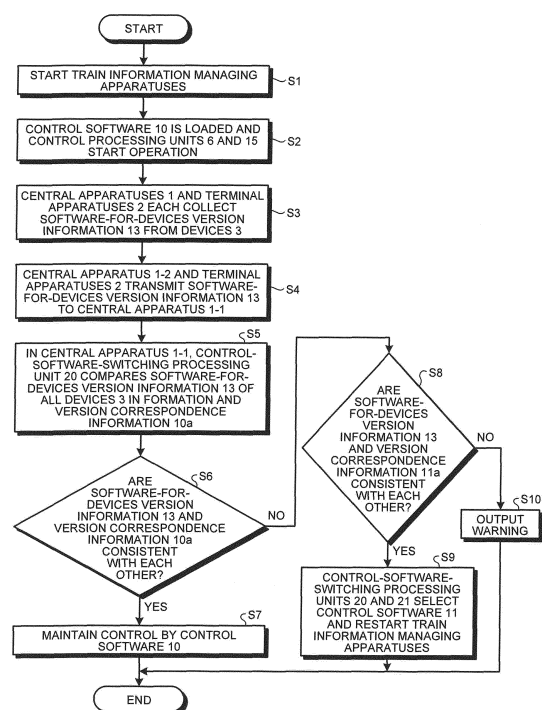 START
START TRAIN INFORMATION MANAGING
APPARATUSES
S1
CONTROL SOFTWARE 10 IS LOADED AND
CONTROL PROCESSING UNITS 6 AND 15
START OPERATION
S2
CENTRAL APPARATUSES 1 AND TERMINAL
APPARATUSES 2 EACH COLLECT
SOFTWARE-FOR-DEVICES VERSION
INFORMATION 13 FROM DEVICES 3
S3
CENTRAL APPARATUS 1-2 AND TERMINAL
APPARATUSES 2 TRANSMIT SOFTWARE-
FOR-DEVICES VERSION INFORMATION 13
TO CENTRAL APPARATUS 1-1
S4
S5
IN CENTRAL APPARATUS 1-1, CONTROL-
SOFTWARE-SWITCHING PROCESSING
UNIT 20 COMPARES SOFTWARE-FOR-
DEVICES VERSION INFORMATION 13 OF
ALL DEVICES 3 IN FORMATION AND
VERSION CORRESPONDENCE
INFORMATION 10a
S6
ARE
SOFTWARE-FOR-
DEVICES VERSION
INFORMATION 13 AND
VERSION CORRESPONDENCE
INFORMATION 10a
CONSISTENT
WITH EACH
OTHER?
NO
YES
S7
MAINTAIN CONTROL BY CONTROL
SOFTWARE 10
S8
ARE
SOFTWARE-
FOR-DEVICES
VERSION
INFORMATION 13
AND VERSION
CORRESPONDENCE
INFORMATION 11a
CONSISTENT
WITH EACH
OTHER?
NO
YES
S10
OUTPUT
WARNING
S9
CONTROL-SOFTWARE-
SWITCHING PROCESSING
UNITS 20 AND 21 SELECT
CONTROL SOFTWARE 11
AND RESTART TRAIN
INFORMATION MANAGING
APPARATUSES
END